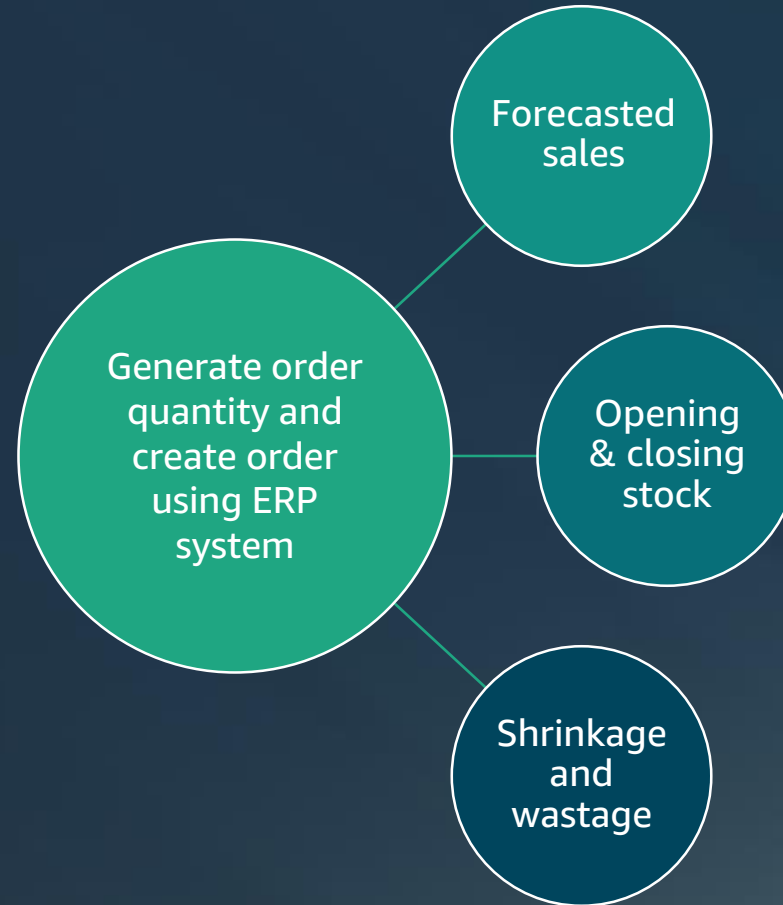 Forecasted
sales
Generate order
quantity and
create order
using ERP
system
Opening
& closing
stock
Shrinkage
and
wastage